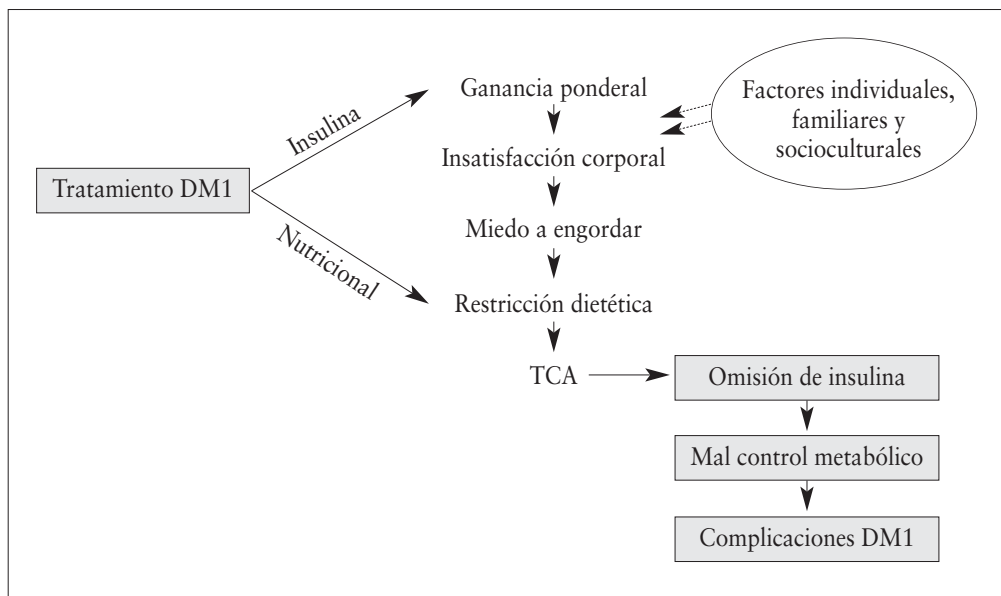 Ganancia ponderal
Factores individuales,
familiares y
socioculturales
Insulina
Insatisfacción corporal
Tratamiento DM1
Miedo a engordar
Nutricional
Restricción dietética
TCA
Omisión de insulina
Mal control metabólico
Complicaciones DM1